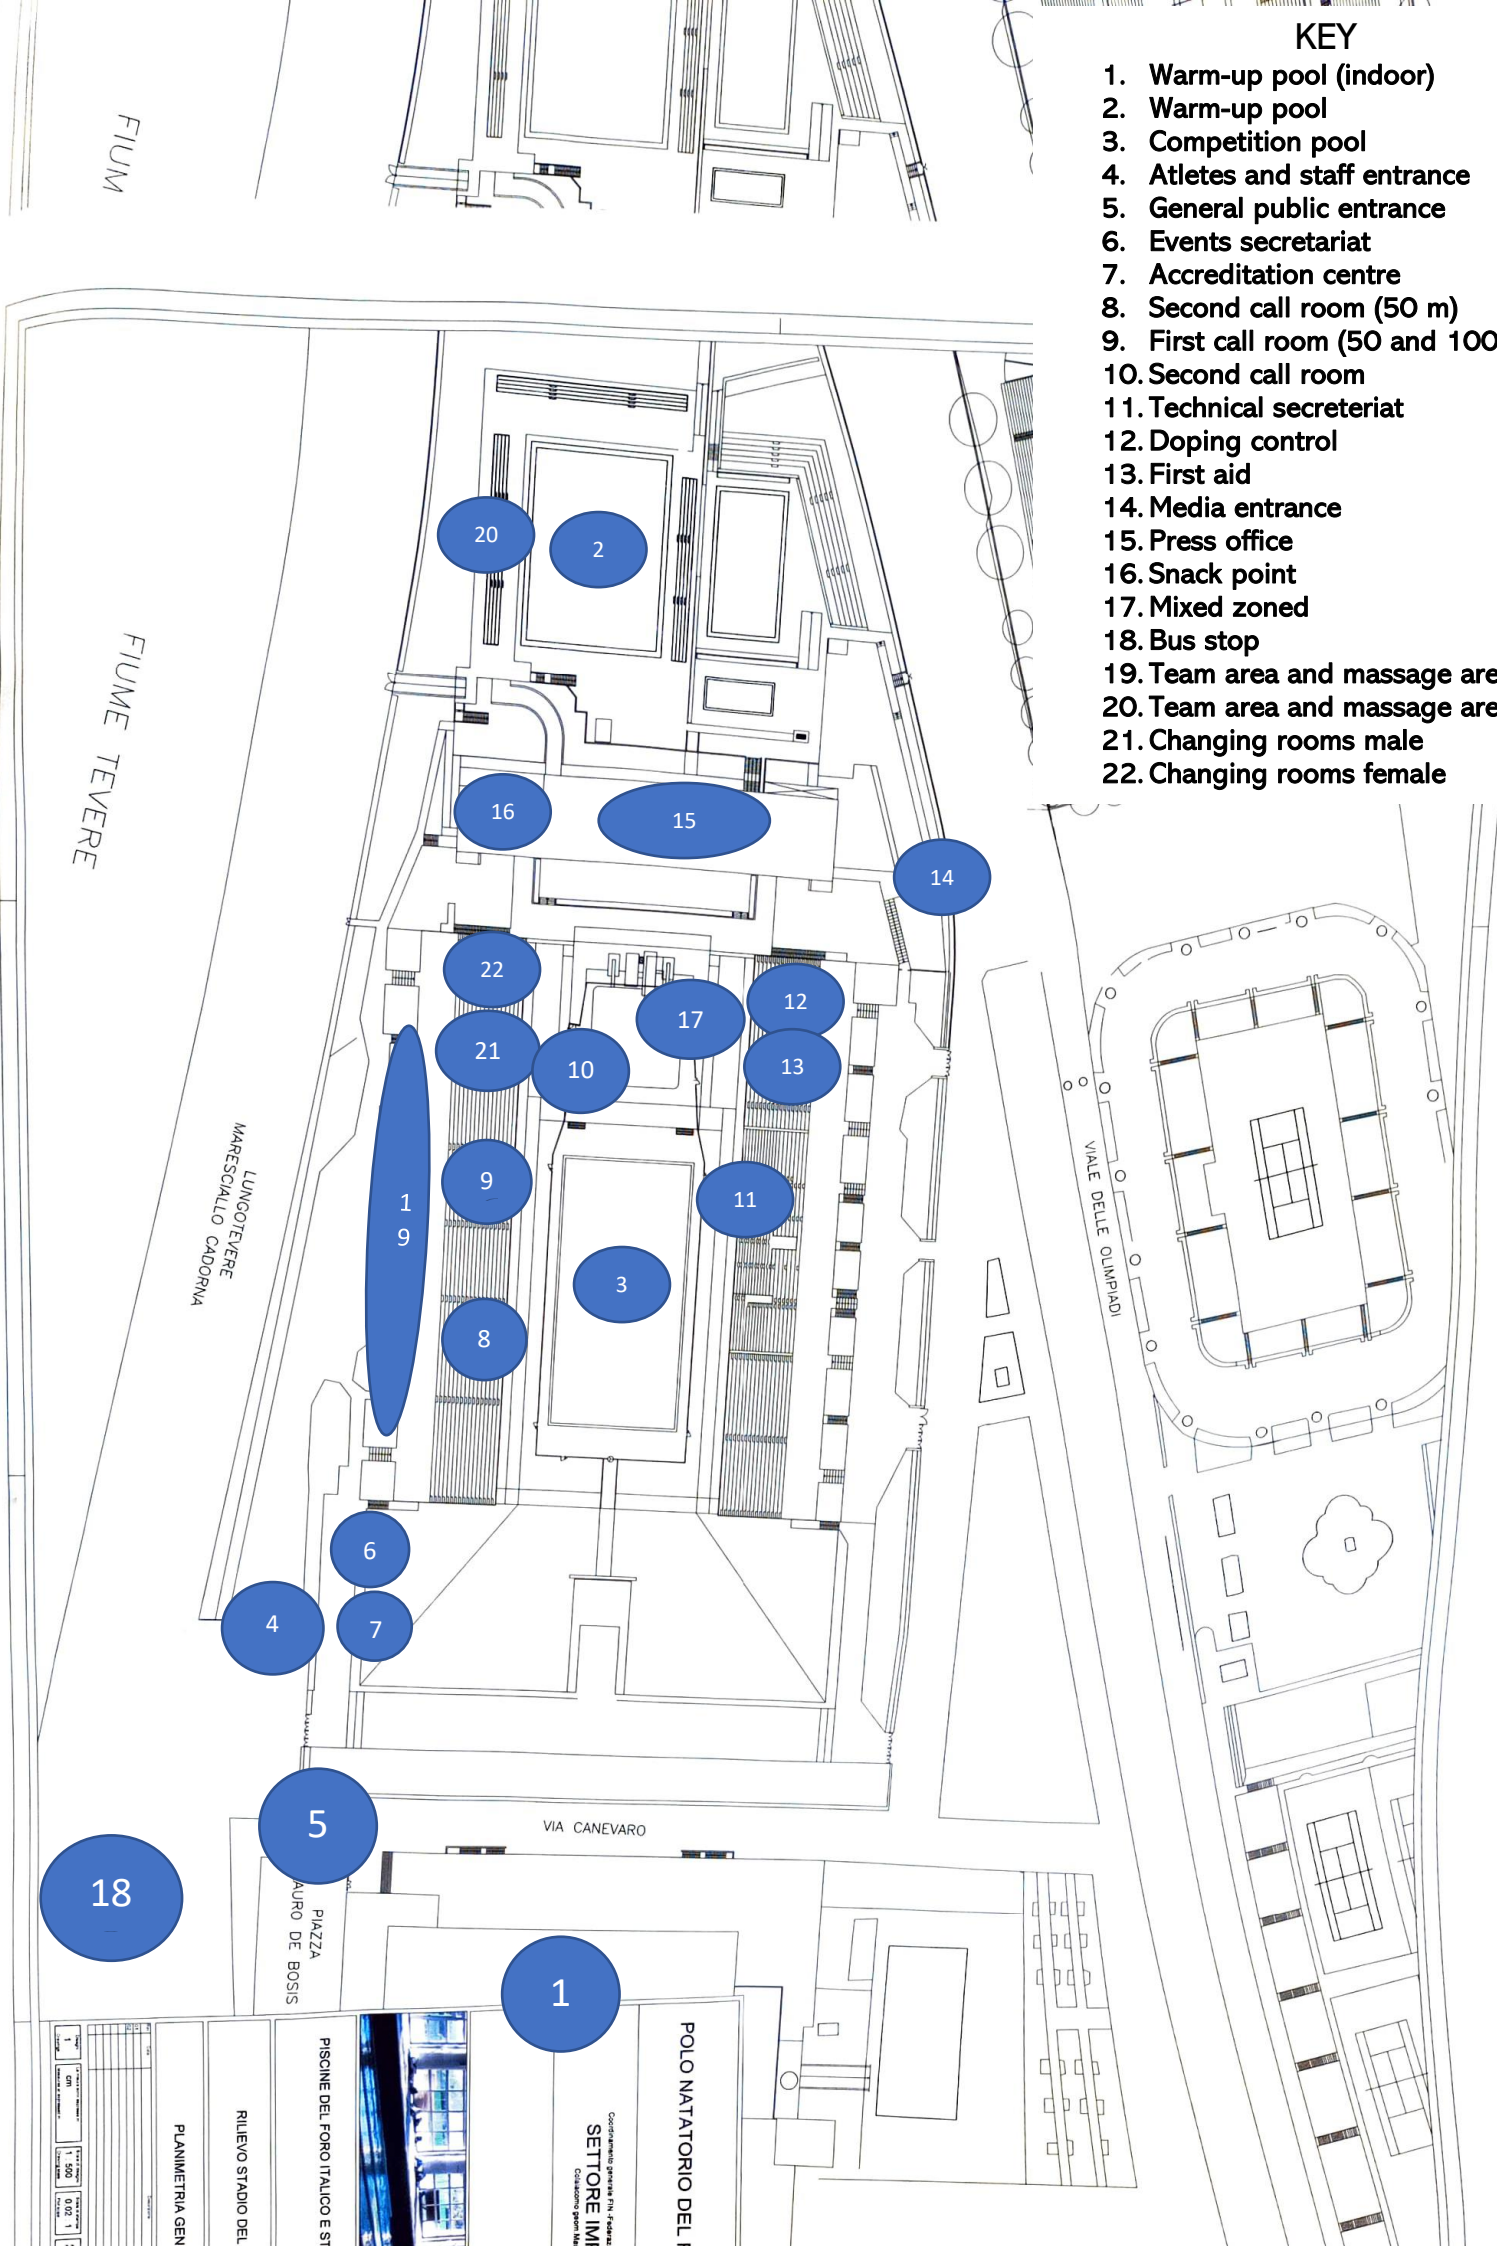 KEY
1. Warm-up pool (indoor)
2. Warm-up pool
3. Competition pool
4. Atletes and staff entrance
5. General public entrance
6. Events secretariat
7. Accreditation centre
8. Second call room (50 m)
9. First call room (50 and 100
10. Second call room
11. Technical secreteriat
12. Doping control
13. First aid
14. Media entrance
15. Press office
16. Snack point
17. Mixed zoned
18. Bus stop
19. Team area and massage are
20. Team area and massage are
21. Changing rooms male
22. Changing rooms female
FIUM
FIUME TEVERE
20
2
16
15
14
22
12
17
21
10
13
LUNGOTEVERE
MARESCIALLO CADORNA
9
19
11
3
8
VIALE DELLE OLIMPIADI
6
4
7
5
VIA CANEVARO
18
PIAZZA
AURO DE BOSIS
1
PLANIMETRIA GEN
RILIEVO STADIO DEL
PISCINE DEL FORO ITALICO E ST
SETTORE IM
POLO NATATORIO DEL
cm
1 : 500
0.02